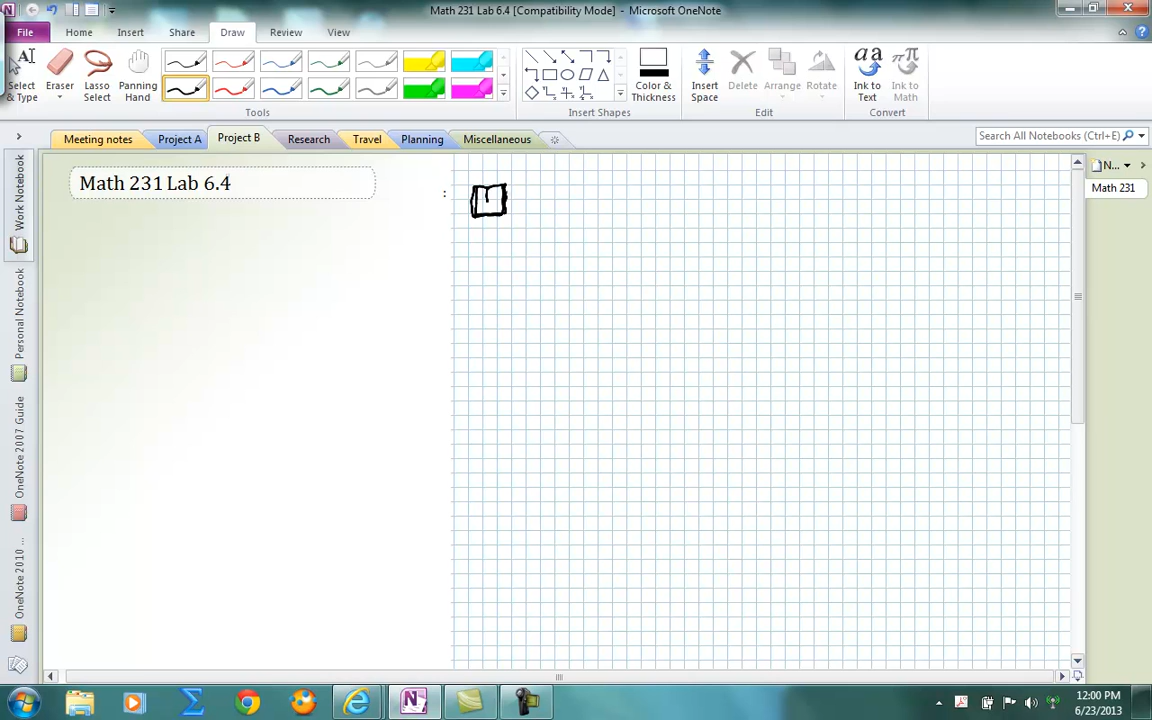 Math 231 Lab 6.4 [Compatibility Mode] - Microsoft OneNote
File Home Insert Share Draw Review View
Select & Type
Eraser
Lasso Select
Panning Hand
Color & Thickness
Insert Space
Delete
Arrange
Rotate
Ink to Text
Ink to Math
Tools
Insert Shapes
Edit
Convert
Meeting notes Project A Project B Research Travel Planning Miscellaneous
Search All Notebooks (Ctrl+E)
N...
Math 231
Work Notebook
Personal Notebook
OneNote 2007 Guide
OneNote 2010 ...
Math 231 Lab 6.4
12:00 PM
6/23/2013